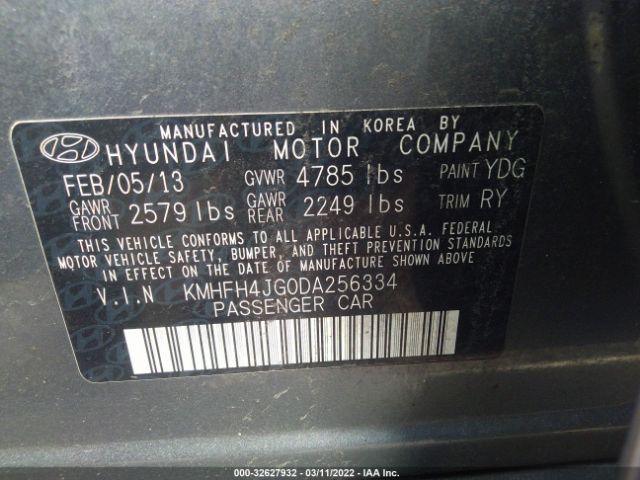 MANUFACTURED IN KOREA BY
HYUNDAI MOTOR COMPANY
FEB/05/13 GVWR 4785 lbs PAINT YDG
GAWR FRONT 2579 lbs GAWR REAR 2249 lbs TRIM RY
THIS VEHICLE CONFORMS TO ALL APPLICABLE U.S.A. FEDERAL
MOTOR VEHICLE SAFETY, BUMPER, AND THEFT PREVENTION STANDARDS
IN EFFECT ON THE DATE OF MANUFACTURE SHOWN ABOVE.
V.I.N KMHFH4JG0DA256334
PASSENGER CAR
000-32627932 - 03/11/2022 - IAA Inc.